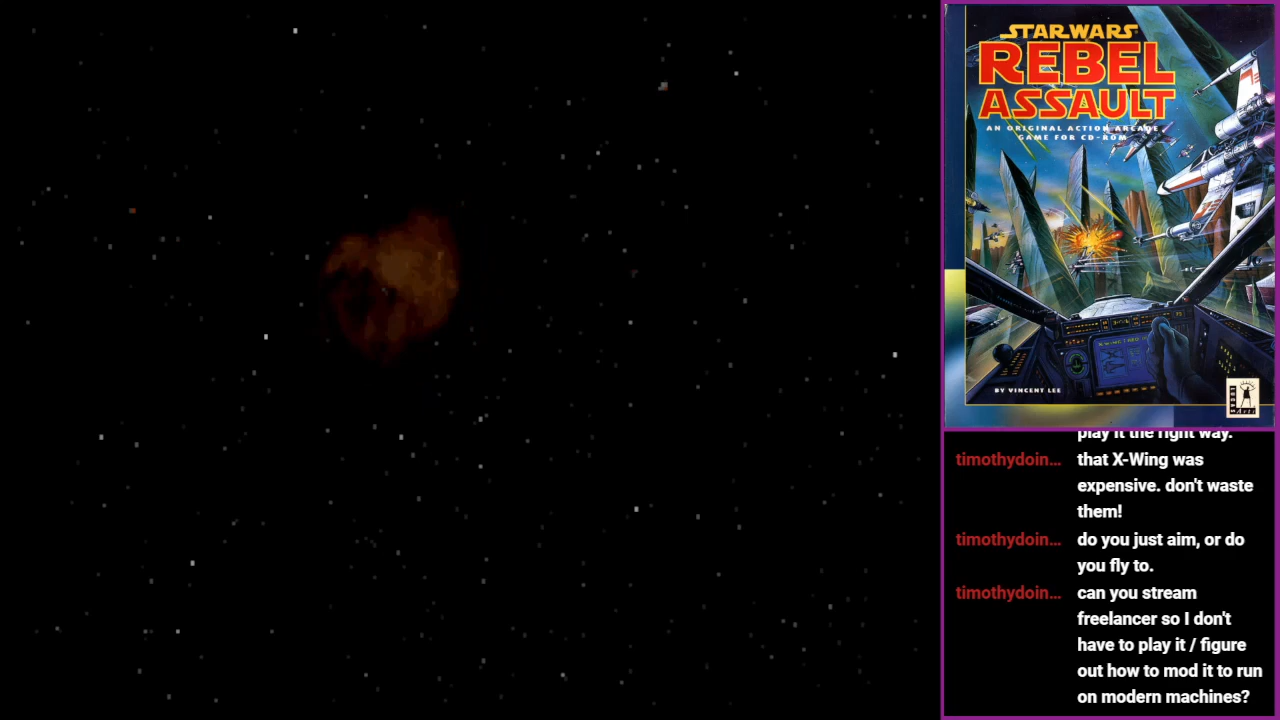 STAR WARS
REBEL
ASSAULT
AN ORIGINAL ACTION ARCADE
GAME FOR CD-ROM
BY VINCENT LEE
play it the right way.
timothydoin... that X-Wing was
expensive. don't waste
them!
timothydoin... do you just aim, or do
you fly to.
timothydoin... can you stream
freelancer so I don't
have to play it / figure
out how to mod it to run
on modern machines?